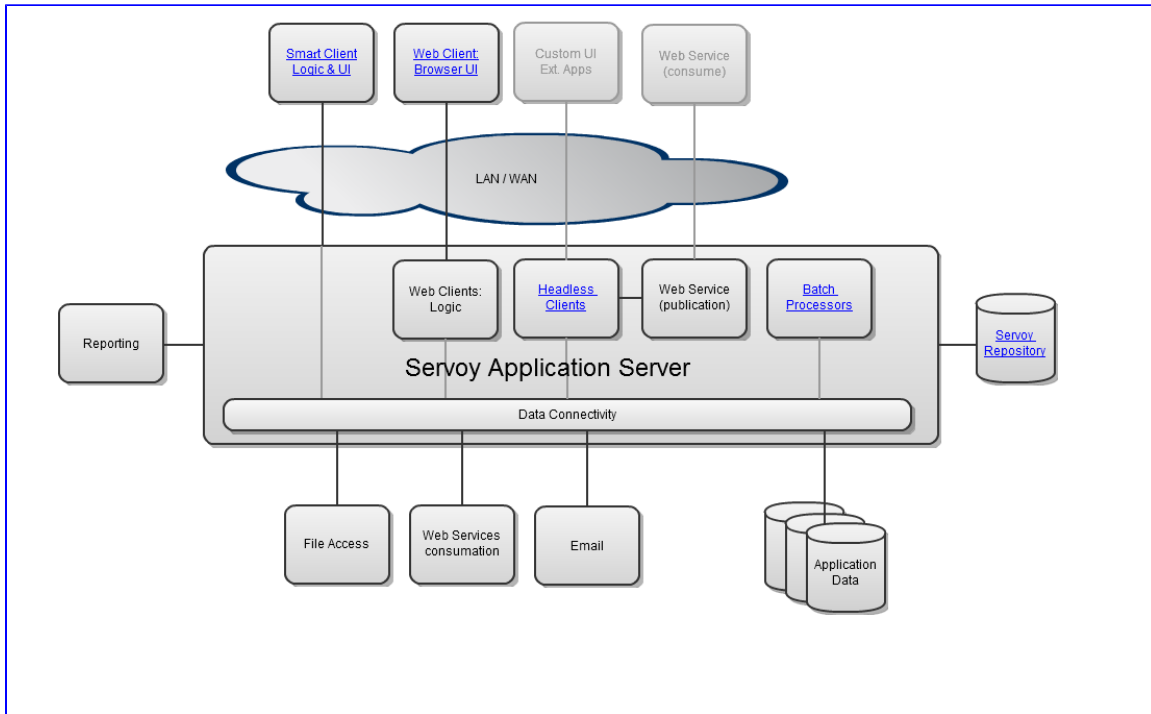 Smart Client
Logic & UI
Web Client:
Browser UI
Custom UI
Ext. Apps
Web Service
(consume)
LAN / WAN
Web Clients:
Logic
Headless
Clients
Web Service
(publication)
Batch
Processors
Reporting
Servoy
Repository
Servoy Application Server
Data Connectivity
File Access
Web Services
consumation
Email
Application
Data